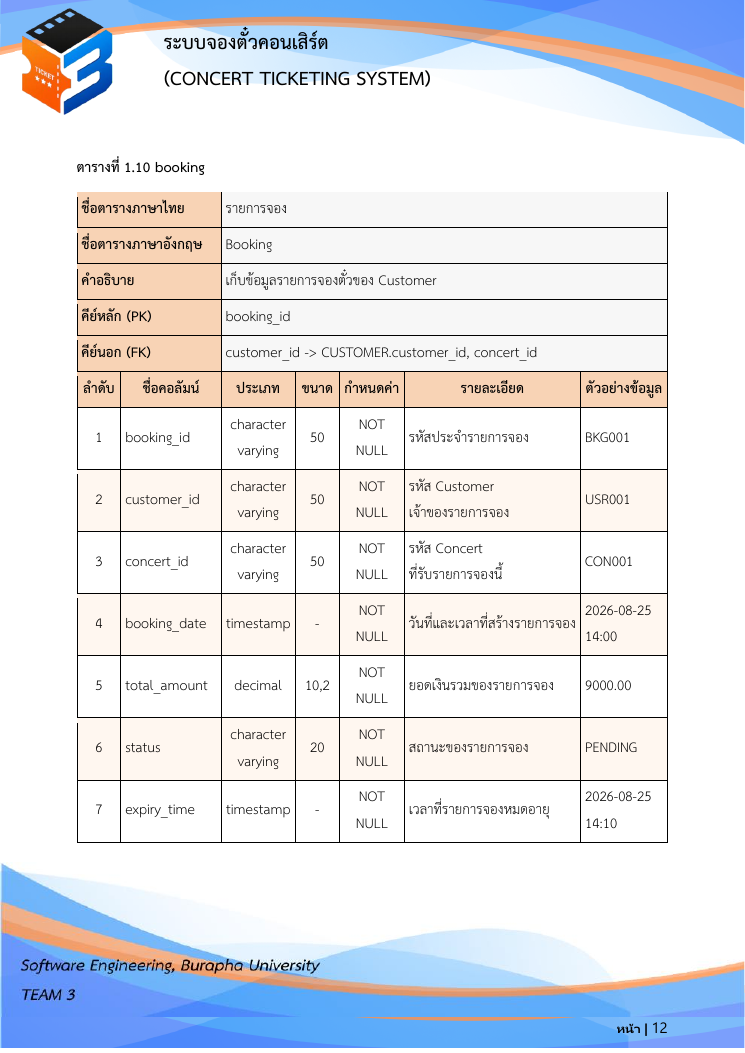 TICKET
ระบบจองตั๋วคอนเสิร์ต
(CONCERT TICKETING SYSTEM)
ตารางที่ 1.10 booking
ชื่อตารางภาษาไทย รายการจอง
ชื่อตารางภาษาอังกฤษ Booking
คำอธิบาย เก็บข้อมูลรายการจองตั๋วของ Customer
คีย์หลัก (PK) booking_id
คีย์นอก (FK) customer_id -> CUSTOMER.customer_id, concert_id
ลำดับ ชื่อคอลัมน์ ประเภท ขนาด กำหนดค่า รายละเอียด ตัวอย่างข้อมูล
1 booking_id character varying 50 NOT NULL รหัสประจำรายการจอง BKG001
2 customer_id character varying 50 NOT NULL รหัส Customer เจ้าของรายการจอง USR001
3 concert_id character varying 50 NOT NULL รหัส Concert ที่รับรายการจองนี้ CON001
4 booking_date timestamp - NOT NULL วันที่และเวลาที่สร้างรายการจอง 2026-08-25 14:00
5 total_amount decimal 10,2 NOT NULL ยอดเงินรวมของรายการจอง 9000.00
6 status character varying 20 NOT NULL สถานะของรายการจอง PENDING
7 expiry_time timestamp - NOT NULL เวลาที่รายการจองหมดอายุ 2026-08-25 14:10
Software Engineering, Burapha University
TEAM 3
หน้า | 12